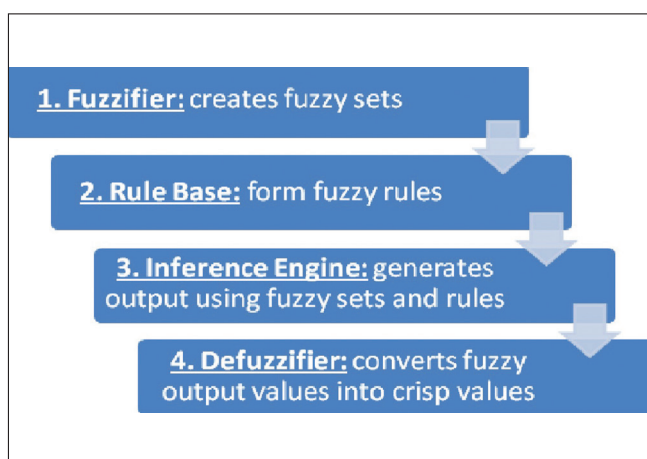 1. Fuzzifier: creates fuzzy sets
2. Rule Base: form fuzzy rules
3. Inference Engine: generates
output using fuzzy sets and rules
4. Defuzzifier: converts fuzzy
output values into crisp values